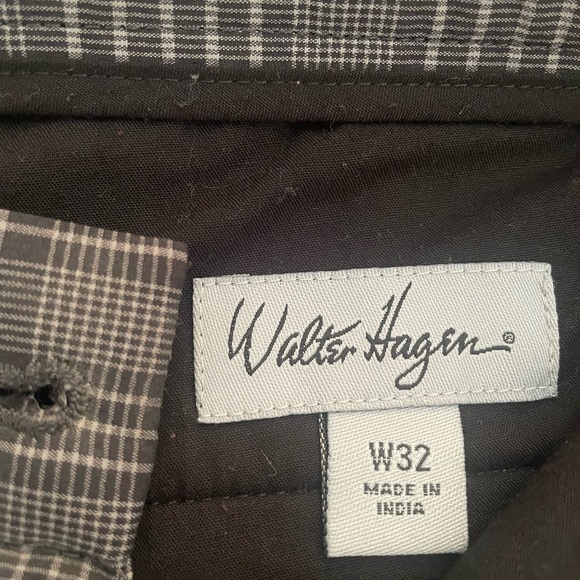 Walter Hagen®
W32
MADE IN
INDIA